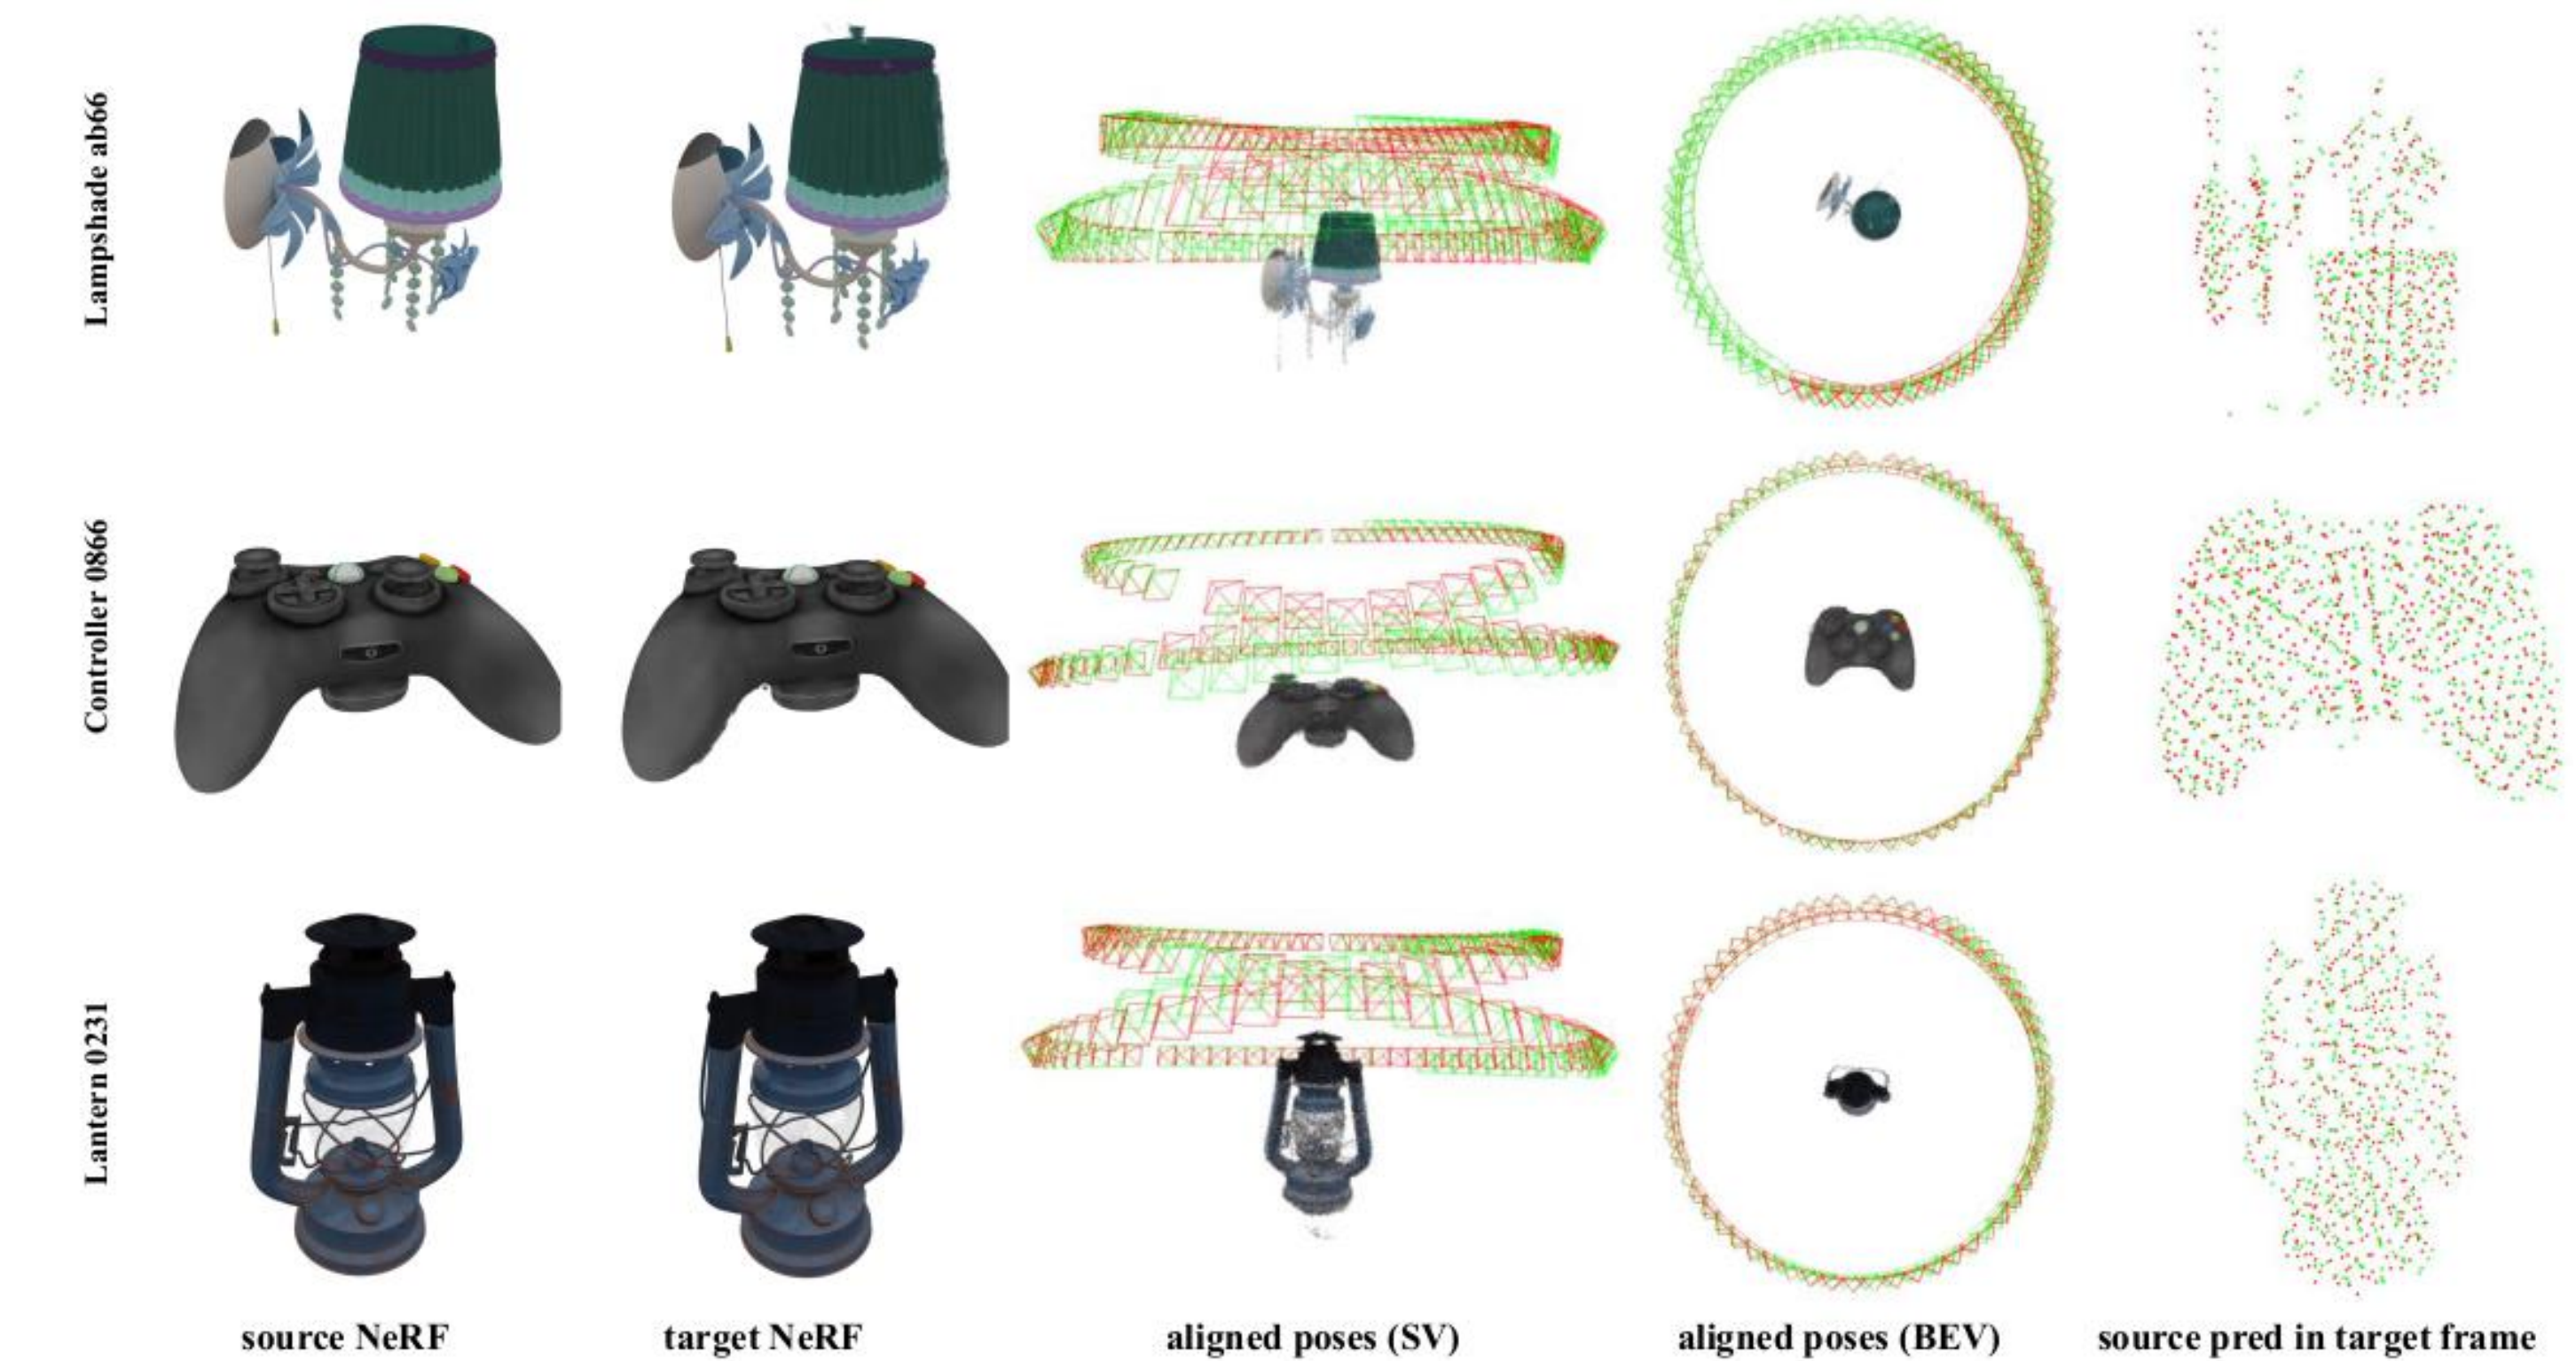 Lampshade ab66
Controller 0866
Lantern 0231
source NeRF
target NeRF
aligned poses (SV)
aligned poses (BEV)
source pred in target frame